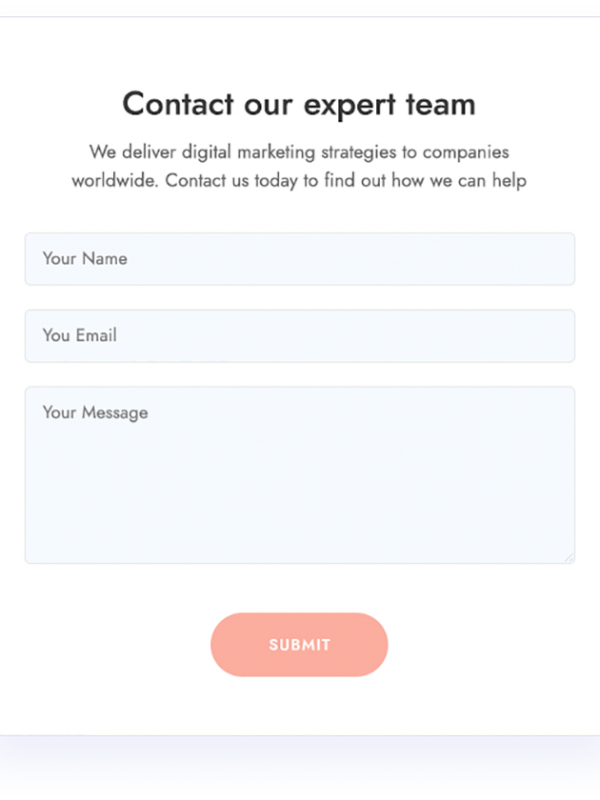 Contact our expert team
We deliver digital marketing strategies to companies
worldwide. Contact us today to find out how we can help
Your Name
You Email
Your Message
SUBMIT